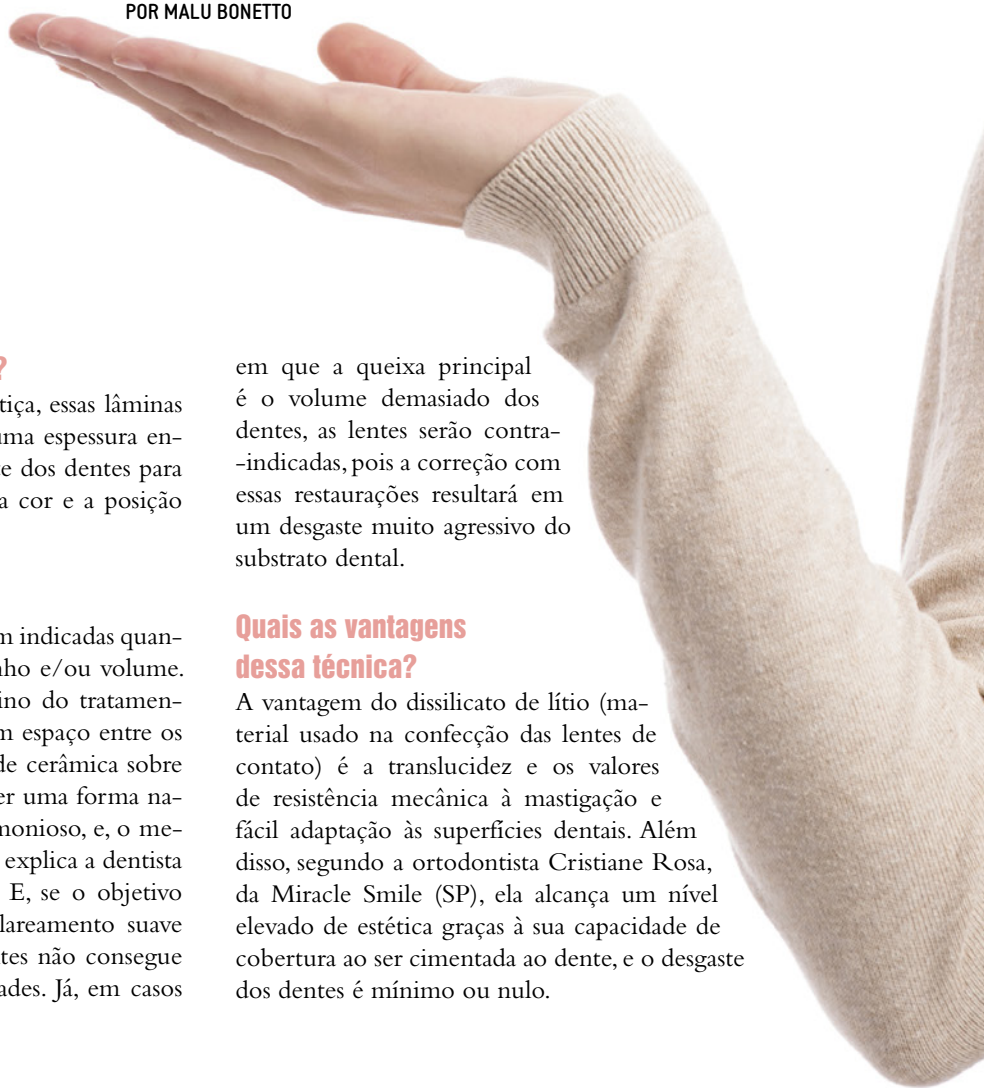 POR MALU BONETTO
?
tiça, essas lâminas
uma espessura en-
te dos dentes para
a cor e a posição
m indicadas quan-
nho e/ou volume.
ino do tratamen-
m espaço entre os
de cerâmica sobre
er uma forma na-
monioso, e, o me-
explica a dentista
E, se o objetivo
lareamento suave
tes não consegue
ades. Já, em casos
em que a queixa principal
é o volume demasiado dos
dentes, as lentes serão contra-
-indicadas, pois a correção com
essas restaurações resultará em
um desgaste muito agressivo do
substrato dental.
Quais as vantagens
dessa técnica?
A vantagem do dissilicato de lítio (ma-
terial usado na confecção das lentes de
contato) é a translucidez e os valores
de resistência mecânica à mastigação e
fácil adaptação às superfícies dentais. Além
disso, segundo a ortodontista Cristiane Rosa,
da Miracle Smile (SP), ela alcança um nível
elevado de estética graças à sua capacidade de
cobertura ao ser cimentada ao dente, e o desgaste
dos dentes é mínimo ou nulo.